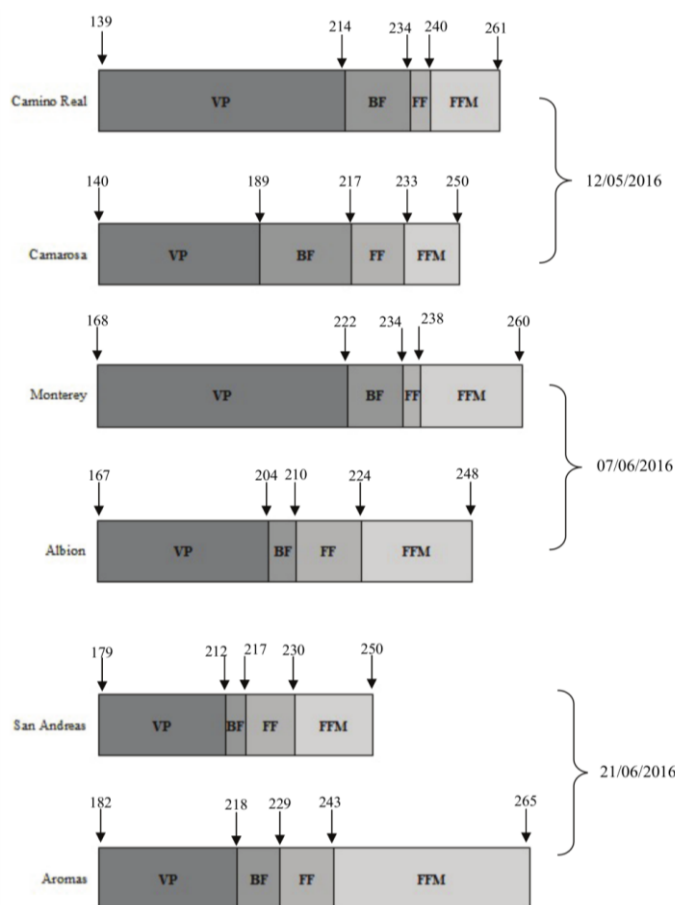 139 214 234 240 261
Camino Real VP BF FF FFM
12/05/2016
140 189 217 233 250
Camarosa VP BF FF FFM
168 222 234 238 260
Monterey VP BF FF FFM
07/06/2016
167 204 210 224 248
Albion VP BF FF FFM
179 212 217 230 250
San Andreas VP BF FF FFM
21/06/2016
182 218 229 243 265
Aromas VP BF FF FFM